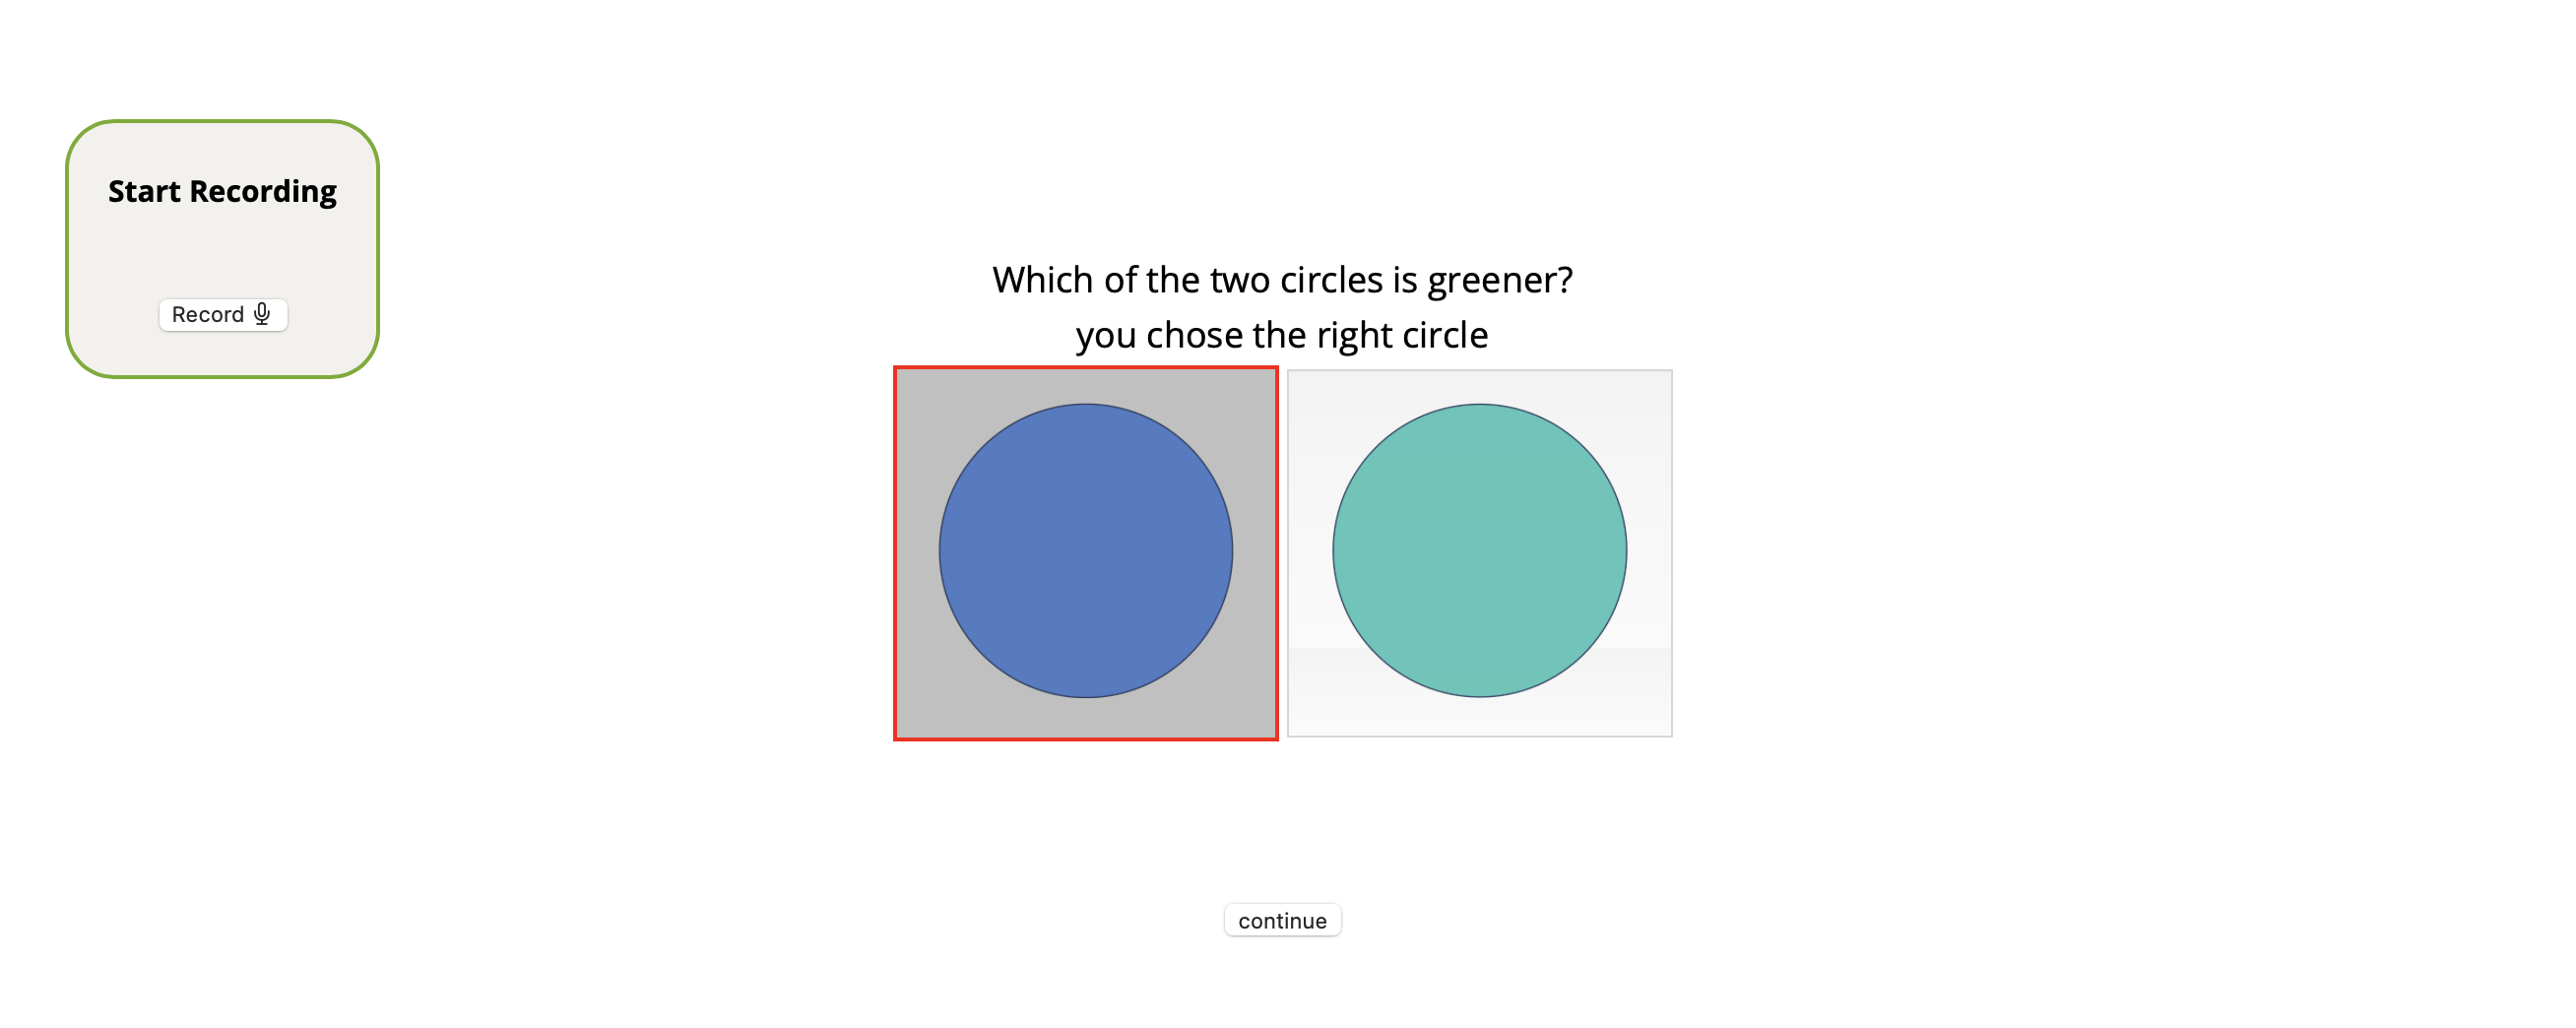 Start Recording
Record
Which of the two circles is greener?
you chose the right circle
continue